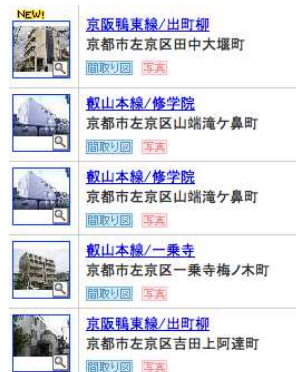 NEW!
京阪鴨東線/出町柳
京都市左京区田中大堰町
間取り図 写真
叡山本線/修学院
京都市左京区山端滝ケ鼻町
間取り図 写真
叡山本線/修学院
京都市左京区山端滝ケ鼻町
間取り図 写真
叡山本線/一乗寺
京都市左京区一乗寺梅ノ木町
間取り図 写真
京阪鴨東線/出町柳
京都市左京区吉田上阿達町
間取り図 写真